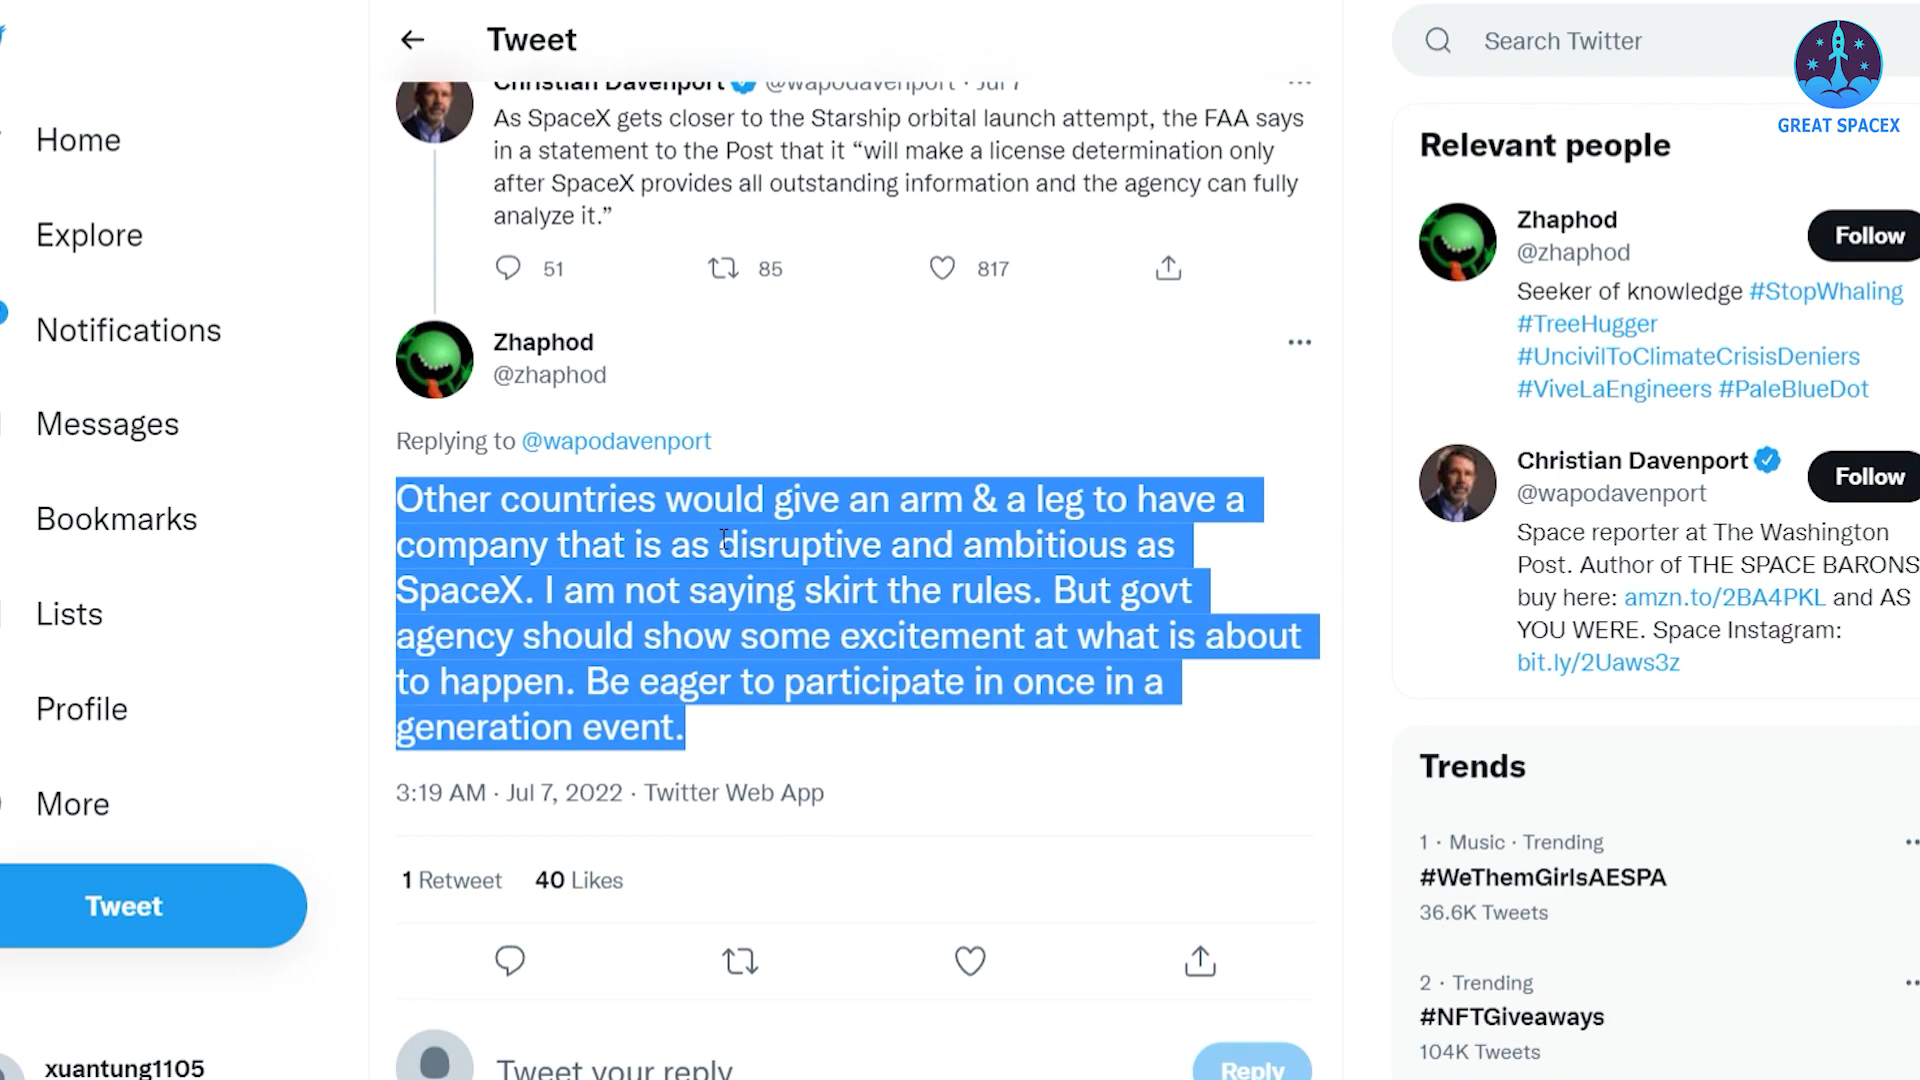 Tweet
Search Twitter
GREAT SPACEX
Home
Explore
Notifications
Messages
Bookmarks
Lists
Profile
More
Tweet
xuantung1105
Christian Davenport @wapodavenport · Jul 7
As SpaceX gets closer to the Starship orbital launch attempt, the FAA says
in a statement to the Post that it “will make a license determination only
after SpaceX provides all outstanding information and the agency can fully
analyze it.”
51
85
817
Zhaphod
@zhaphod
Replying to @wapodavenport
Other countries would give an arm & a leg to have a
company that is as disruptive and ambitious as
SpaceX. I am not saying skirt the rules. But govt
agency should show some excitement at what is about
to happen. Be eager to participate in once in a
generation event.
3:19 AM · Jul 7, 2022 · Twitter Web App
1 Retweet 40 Likes
Tweet your reply
Reply
Relevant people
Zhaphod
@zhaphod
Follow
Seeker of knowledge #StopWhaling
#TreeHugger
#UncivilToClimateCrisisDeniers
#ViveLaEngineers #PaleBlueDot
Christian Davenport
@wapodavenport
Follow
Space reporter at The Washington
Post. Author of THE SPACE BARONS
buy here: amzn.to/2BA4PKL and AS
YOU WERE. Space Instagram:
bit.ly/2Uaws3z
Trends
1 · Music · Trending
#WeThemGirlsAESPA
36.6K Tweets
2 · Trending
#NFTGiveaways
104K Tweets